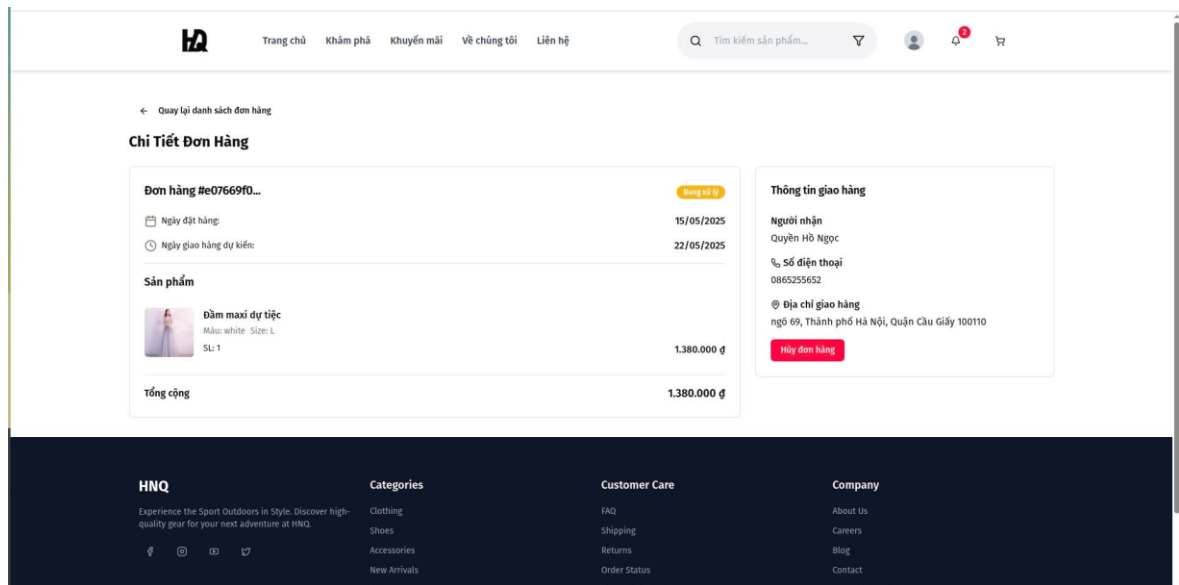 HQ
Trang chủ Khám phá Khuyến mãi Về chúng tôi Liên hệ
Tìm kiếm sản phẩm...
2
Quay lại danh sách đơn hàng
Chi Tiết Đơn Hàng
Đơn hàng #e07669f0...
Đang xử lý
Ngày đặt hàng:
15/05/2025
Ngày giao hàng dự kiến:
22/05/2025
Sản phẩm
Đầm maxi dự tiệc
Màu: white Size: L
SL: 1
1.380.000 ₫
Tổng cộng
1.380.000 ₫
Thông tin giao hàng
Người nhận
Quyền Hồ Ngọc
Số điện thoại
0865255652
Địa chỉ giao hàng
ngõ 69, Thành phố Hà Nội, Quận Cầu Giấy 100110
Hủy đơn hàng
HNQ
Experience the Sport Outdoors in Style. Discover high-
quality gear for your next adventure at HNQ.
Categories
Clothing
Shoes
Accessories
New Arrivals
Customer Care
FAQ
Shipping
Returns
Order Status
Company
About Us
Careers
Blog
Contact